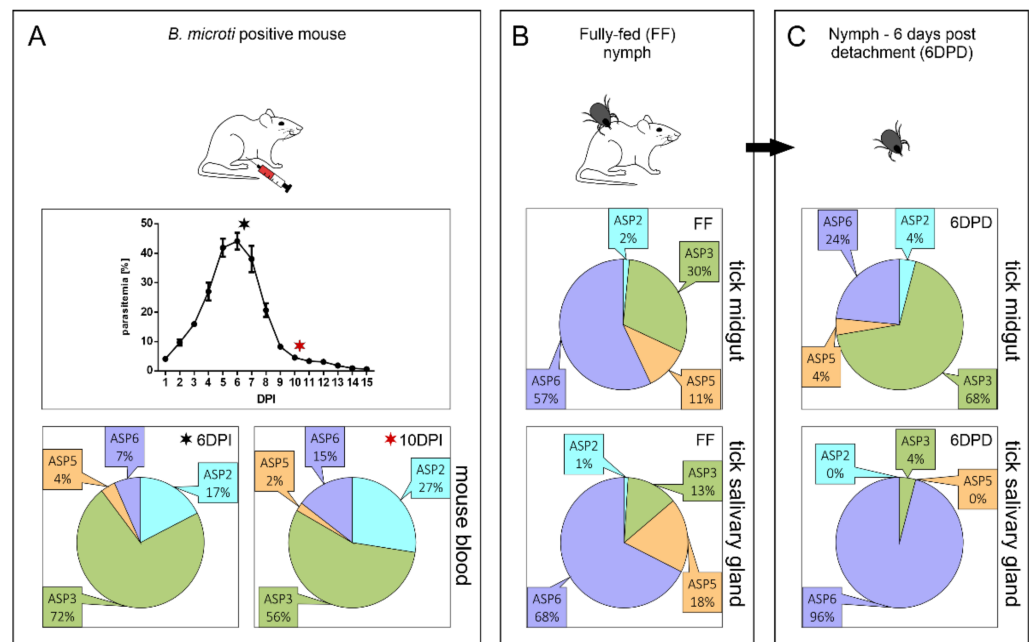 A
B. microti positive mouse
parasitemia [%]
50
40
30
20
10
0
1 2 3 4 5 6 7 8 9 10 11 12 13 14 15
DPI
6DPI
ASP6
7%
ASP5
4%
ASP2
17%
ASP3
72%
10DPI
ASP6
15%
ASP5
2%
ASP2
27%
ASP3
56%
mouse blood
B
Fully-fed (FF)
nymph
FF
ASP2
2%
ASP3
30%
ASP6
57%
ASP5
11%
tick midgut
FF
ASP2
1%
ASP3
13%
ASP6
68%
ASP5
18%
tick salivary gland
C
Nymph - 6 days post
detachment (6DPD)
6DPD
ASP6
24%
ASP2
4%
ASP5
4%
ASP3
68%
tick midgut
6DPD
ASP2
0%
ASP3
4%
ASP5
0%
ASP6
96%
tick salivary gland